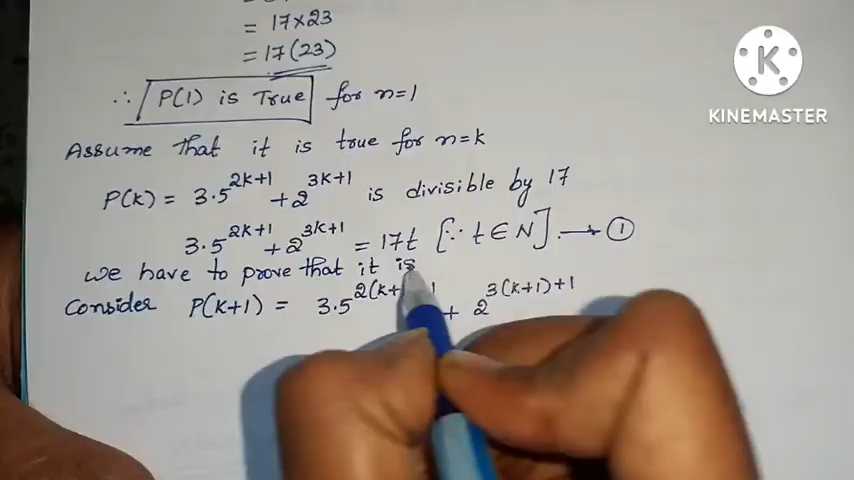 = 17×23
= 17(23)
∴ P(1) is True for n=1
Assume that it is true for n=k
P(k) = 3·5^{2k+1} + 2^{3k+1} is divisible by 17
3·5^{2k+1} + 2^{3k+1} = 17t [∵ t ∈ N] → ①
we have to prove that it is
Consider P(k+1) = 3·5^{2(k+1)+1} + 2^{3(k+1)+1}
K
KINEMASTER